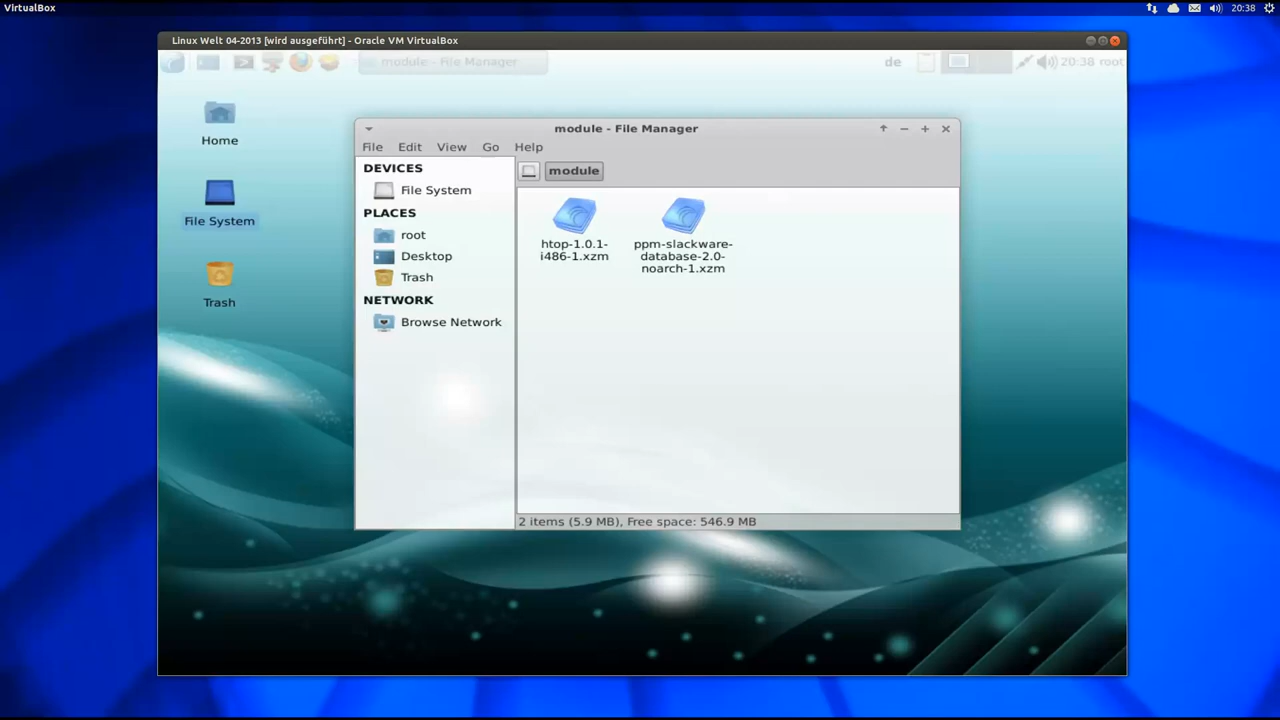 VirtualBox
20:38
Linux Welt 04-2013 [wird ausgeführt] - Oracle VM VirtualBox
module - File Manager
de
20:38 root
Home
File System
Trash
module - File Manager
File Edit View Go Help
DEVICES
File System
PLACES
root
Desktop
Trash
NETWORK
Browse Network
module
htop-1.0.1-
i486-1.xzm
ppm-slackware-
database-2.0-
noarch-1.xzm
2 items (5.9 MB), Free space: 546.9 MB